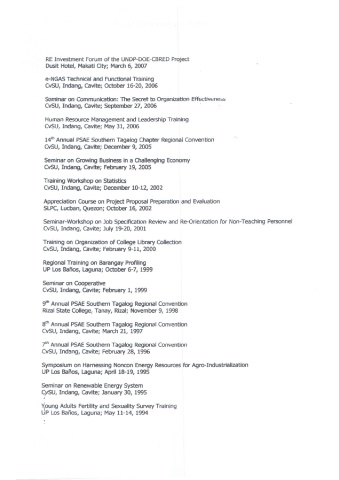 RE Investment Forum of the UNDP-DOE-CBRED Project
Dusit Hotel, Makati City; March 6, 2007
e-NGAS Technical and Functional Training
CvSU, Indang, Cavite; October 16-20, 2006
Seminar on Communication: The Secret to Organization Effectiveness
CvSU, Indang, Cavite; September 27, 2006
Human Resource Management and Leadership Training
CvSU, Indang, Cavite; May 31, 2006
14th Annual PSAE Southern Tagalog Chapter Regional Convention
CvSU, Indang, Cavite; December 9, 2005
Seminar on Growing Business in a Challenging Economy
CvSU, Indang, Cavite; February 19, 2005
Training Workshop on Statistics
CvSU, Indang, Cavite; December 10-12, 2002
Appreciation Course on Project Proposal Preparation and Evaluation
SLPC, Lucban, Quezon; October 16, 2002
Seminar-Workshop on Job Specification Review and Re-Orientation for Non-Teaching Personnel
CvSU, Indang, Cavite; July 19-20, 2001
Training on Organization of College Library Collection
CvSU, Indang, Cavite; February 9-11, 2000
Regional Training on Barangay Profiling
UP Los Baños, Laguna; October 6-7, 1999
Seminar on Cooperative
CvSU, Indang, Cavite; February 1, 1999
9th Annual PSAE Southern Tagalog Regional Convention
Rizal State College, Tanay, Rizal; November 9, 1998
8th Annual PSAE Southern Tagalog Regional Convention
CvSU, Indang, Cavite; March 21, 1997
7th Annual PSAE Southern Tagalog Regional Convention
CvSU, Indang, Cavite; February 28, 1996
Symposium on Harnessing Noncon Energy Resources for Agro-Industrialization
UP Los Baños, Laguna; April 18-19, 1995
Seminar on Renewable Energy System
CvSU, Indang, Cavite; January 30, 1995
Young Adults Fertility and Sexuality Survey Training
UP Los Baños, Laguna; May 11-14, 1994